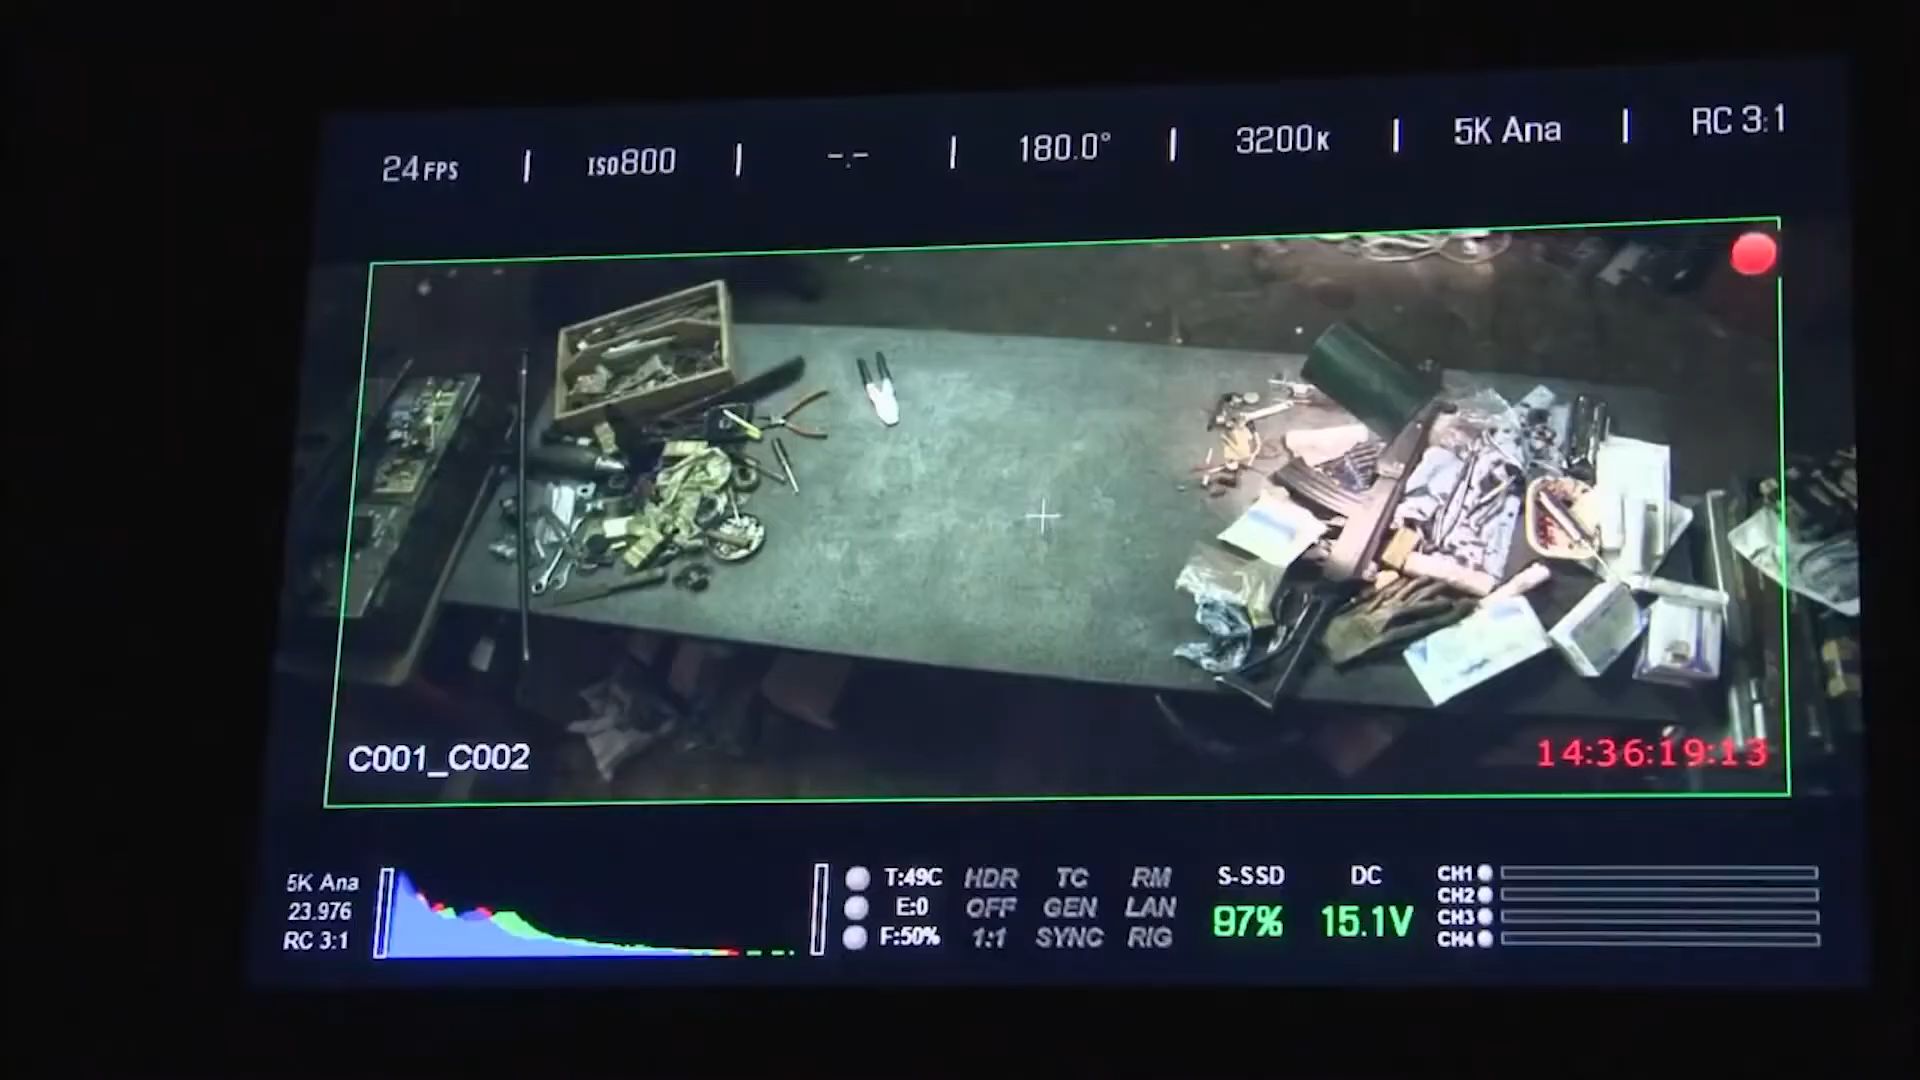 24 FPS | ISO800 | -.- | 180.0° | 3200K | 5K Ana | RC 3:1
C001_C002
14:36:19:13
5K Ana
23.976
RC 3:1
T:49C HDR TC RM
E:0 OFF GEN LAN
F:50% 1:1 SYNC RIG
S-SSD DC
97% 15.1V
CH1
CH2
CH3
CH4